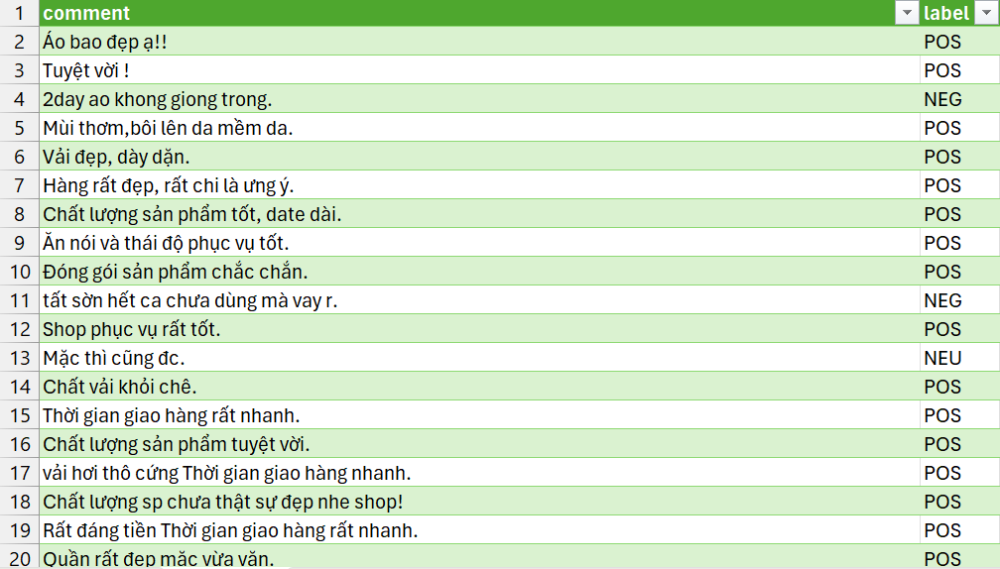 1 comment label
2 Áo bao đẹp ạ!! POS
3 Tuyệt vời ! POS
4 2day ao khong giong trong. NEG
5 Mùi thơm,bôi lên da mềm da. POS
6 Vải đẹp, dày dặn. POS
7 Hàng rất đẹp, rất chi là ưng ý. POS
8 Chất lượng sản phẩm tốt, date dài. POS
9 Ăn nói và thái độ phục vụ tốt. POS
10 Đóng gói sản phẩm chắc chắn. POS
11 tất sờn hết ca chưa dùng mà vay r. NEG
12 Shop phục vụ rất tốt. POS
13 Mặc thì cũng đc. NEU
14 Chất vải khỏi chê. POS
15 Thời gian giao hàng rất nhanh. POS
16 Chất lượng sản phẩm tuyệt vời. POS
17 vải hơi thô cứng Thời gian giao hàng nhanh. POS
18 Chất lượng sp chưa thật sự đẹp nhe shop! POS
19 Rất đáng tiền Thời gian giao hàng rất nhanh. POS
20 Quần rất đẹp mặc vừa vặn. POS